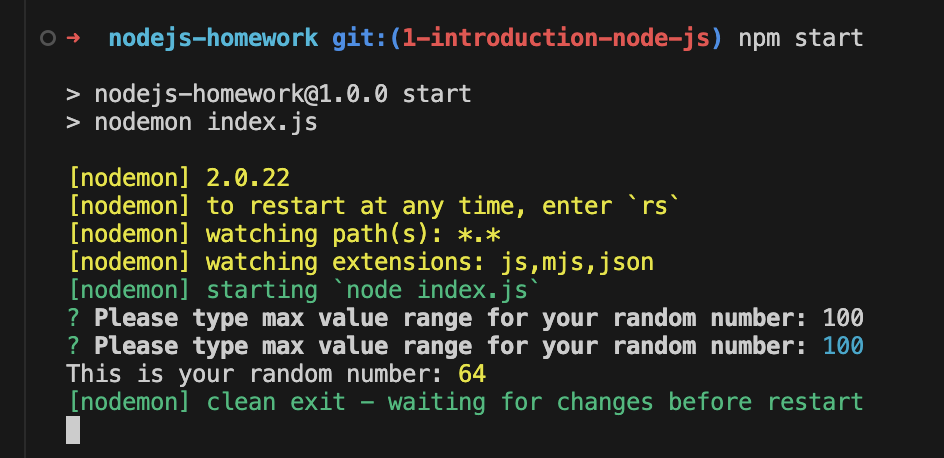 ➜ nodejs-homework git:(1-introduction-node-js) npm start
> nodejs-homework@1.0.0 start
> nodemon index.js
[nodemon] 2.0.22
[nodemon] to restart at any time, enter `rs`
[nodemon] watching path(s): *.*
[nodemon] watching extensions: js,mjs,json
[nodemon] starting `node index.js`
? Please type max value range for your random number: 100
? Please type max value range for your random number: 100
This is your random number: 64
[nodemon] clean exit - waiting for changes before restart